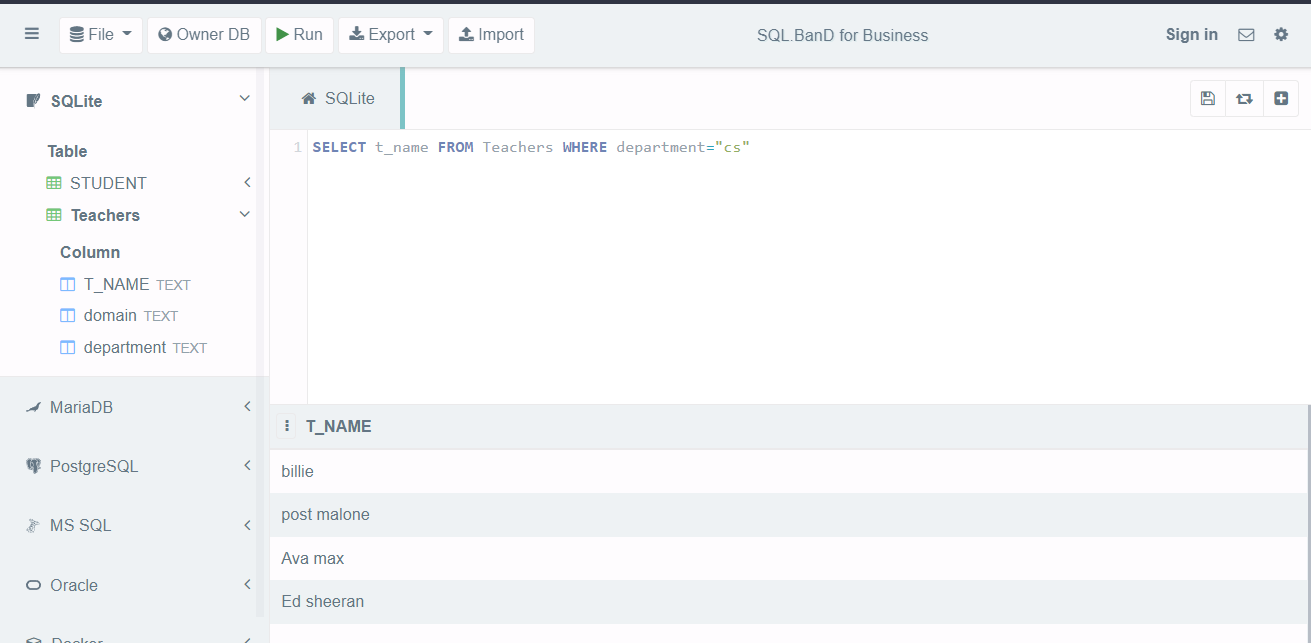 File Owner DB Run Export Import SQL.BanD for Business Sign in
SQLite
Table
STUDENT
Teachers
Column
T_NAME TEXT
domain TEXT
department TEXT
MariaDB
PostgreSQL
MS SQL
Oracle
Docker
SQLite
1 SELECT t_name FROM Teachers WHERE department="cs"
T_NAME
billie
post malone
Ava max
Ed sheeran